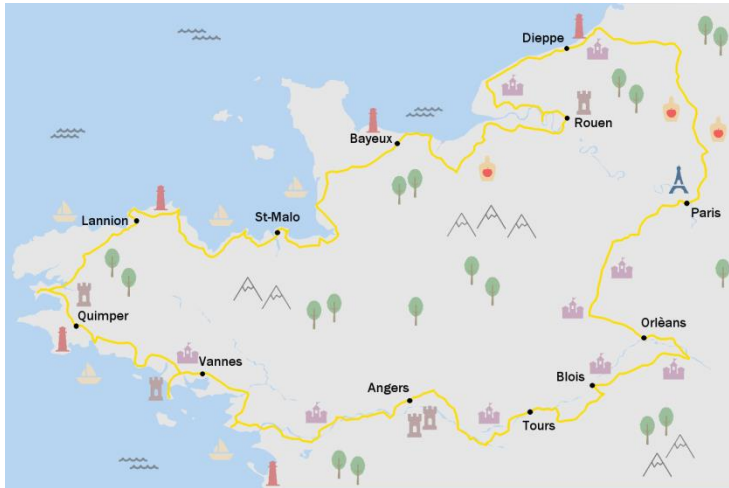 Dieppe
Rouen
Bayeux
Lannion
St-Malo
Paris
Quimper
Orlèans
Vannes
Angers
Blois
Tours